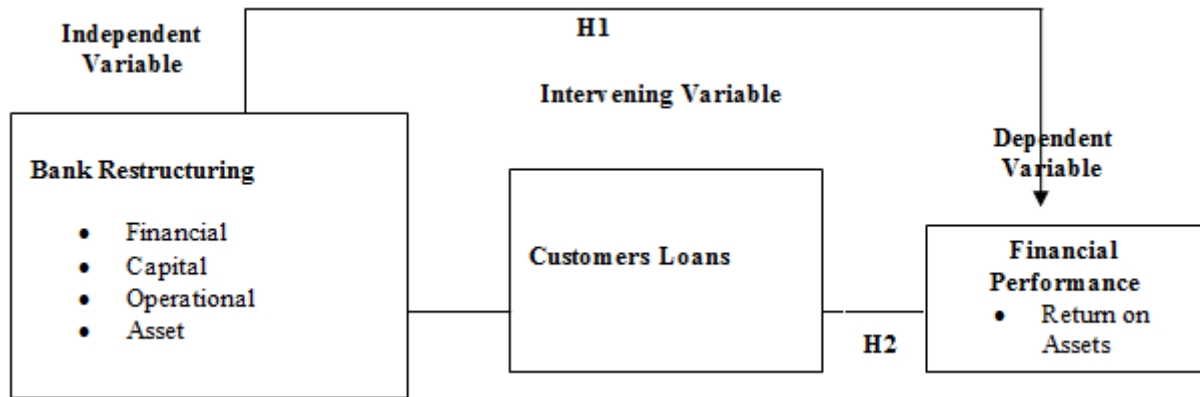 Independent
Variable
H1
Intervening Variable
Dependent
Variable
Bank Restructuring
• Financial
• Capital
• Operational
• Asset
Customers Loans
Financial
Performance
• Return on
Assets
H2